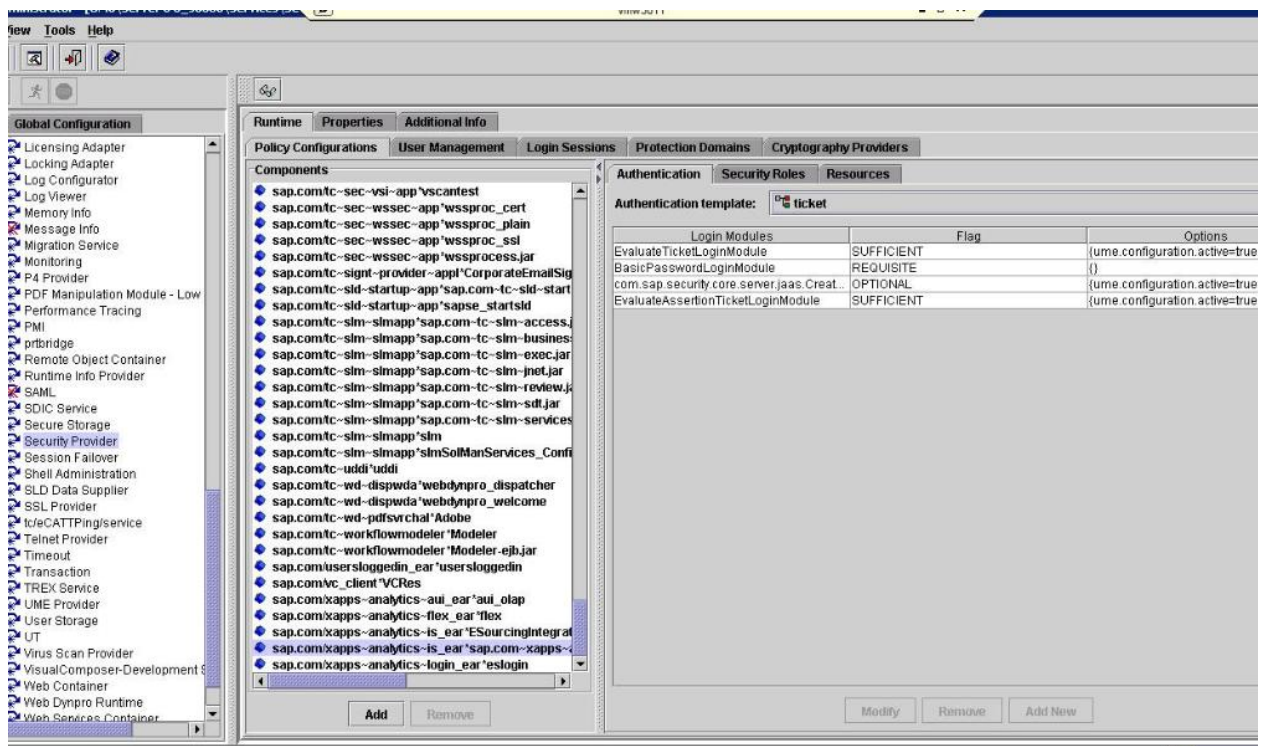 View Tools Help
Global Configuration
Licensing Adapter
Locking Adapter
Log Configurator
Log Viewer
Memory Info
Message Info
Migration Service
Monitoring
P4 Provider
PDF Manipulation Module - Low
Performance Tracing
PMI
prtbridge
Remote Object Container
Runtime Info Provider
SAML
SDIC Service
Secure Storage
Security Provider
Session Failover
Shell Administration
SLD Data Supplier
SSL Provider
tc/eCATTPing/service
Telnet Provider
Timeout
Transaction
TREX Service
UME Provider
User Storage
UT
Virus Scan Provider
VisualComposer-Development
Web Container
Web Dynpro Runtime
Web Services Container
Runtime Properties Additional Info
Policy Configurations User Management Login Sessions Protection Domains Cryptography Providers
Components
sap.com/tc~sec~vsi~app*vscantest
sap.com/tc~sec~wssec~app*wssproc_cert
sap.com/tc~sec~wssec~app*wssproc_plain
sap.com/tc~sec~wssec~app*wssproc_ssl
sap.com/tc~sec~wssec~app*wssprocess.jar
sap.com/tc~signt~provider~appl*CorporateEmailSig
sap.com/tc~sld~startup~app*sap.com~tc~sld~start
sap.com/tc~sld~startup~app*sapse_startsld
sap.com/tc~slm~slmapp*sap.com~tc~slm~access.j
sap.com/tc~slm~slmapp*sap.com~tc~slm~busines
sap.com/tc~slm~slmapp*sap.com~tc~slm~exec.jar
sap.com/tc~slm~slmapp*sap.com~tc~slm~jnet.jar
sap.com/tc~slm~slmapp*sap.com~tc~slm~review.ja
sap.com/tc~slm~slmapp*sap.com~tc~slm~sdt.jar
sap.com/tc~slm~slmapp*sap.com~tc~slm~services
sap.com/tc~slm~slmapp*slm
sap.com/tc~slm~slmapp*slmSolManServices_Confi
sap.com/tc~uddi*uddi
sap.com/tc~wd~dispwda*webdynpro_dispatcher
sap.com/tc~wd~dispwda*webdynpro_welcome
sap.com/tc~wd~pdfsvrchal*Adobe
sap.com/tc~workflowmodeler*Modeler
sap.com/tc~workflowmodeler*Modeler-ejb.jar
sap.com/usersloggedin_ear*usersloggedin
sap.com/vc_client*VCRes
sap.com/xapps~analytics~aui_ear*aui_olap
sap.com/xapps~analytics~flex_ear*flex
sap.com/xapps~analytics~is_ear*ESourcingIntegrat
sap.com/xapps~analytics~is_ear*sap.com~xapps~
sap.com/xapps~analytics~login_ear*eslogin
Add Remove
Authentication Security Roles Resources
Authentication template: ticket
Login Modules Flag Options
EvaluateTicketLoginModule SUFFICIENT {ume.configuration.active=true
BasicPasswordLoginModule REQUISITE {}
com.sap.security.core.server.jaas.Creat... OPTIONAL {ume.configuration.active=true
EvaluateAssertionTicketLoginModule SUFFICIENT {ume.configuration.active=true
Modify Remove Add New